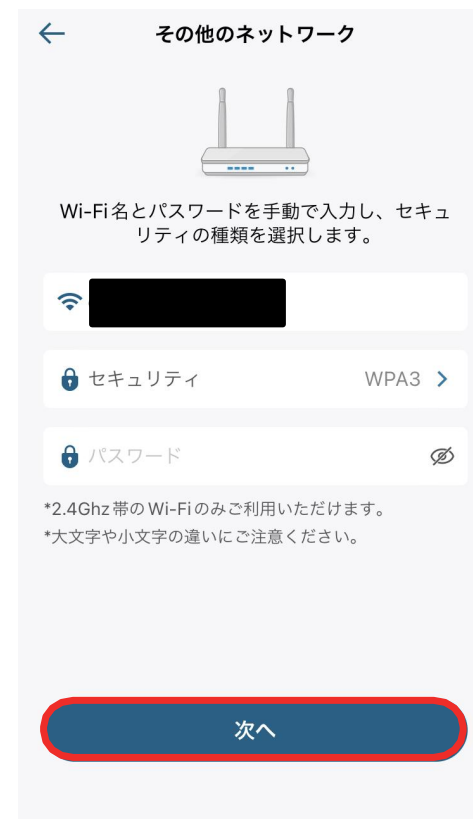 その他のネットワーク
Wi-Fi名とパスワードを手動で入力し、セキュ
リティの種類を選択します。
セキュリティ WPA3
パスワード
*2.4Ghz帯のWi-Fiのみご利用いただけます。
*大文字や小文字の違いにご注意ください。
次へ